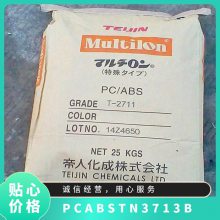 TEIJIN
Multilon
マルチロン®
(特殊タイプ)
PC/ABS
GRADE T-2711
COLOR
LOTNO. 14Z4650
NET 25 KGS
帝人化成株式会社
TEIJIN CHEMICALS LTD
贴心
价格
诚信经营，用心服务
PCABSTN3713B